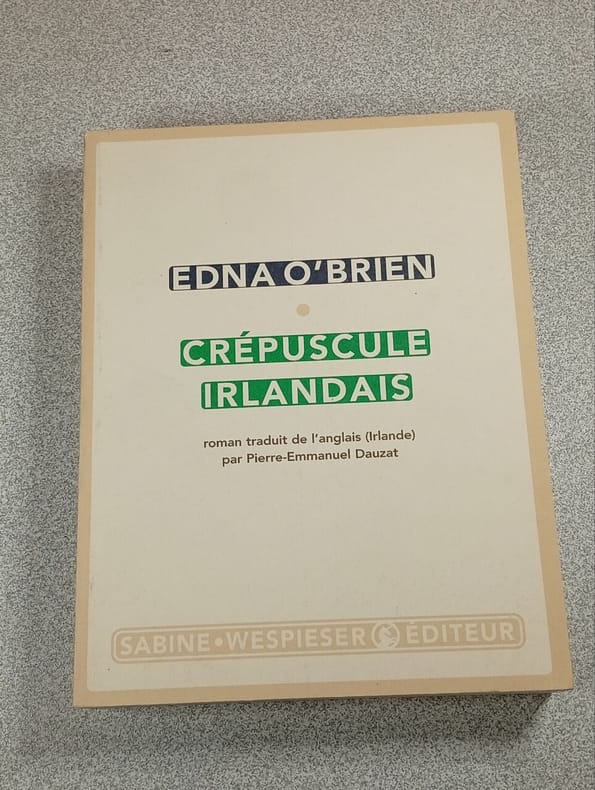 EDNA O'BRIEN
CRÉPUSCULE
IRLANDAIS
roman traduit de l'anglais (Irlande)
par Pierre-Emmanuel Dauzat
SABINE•WESPIESER ÉDITEUR